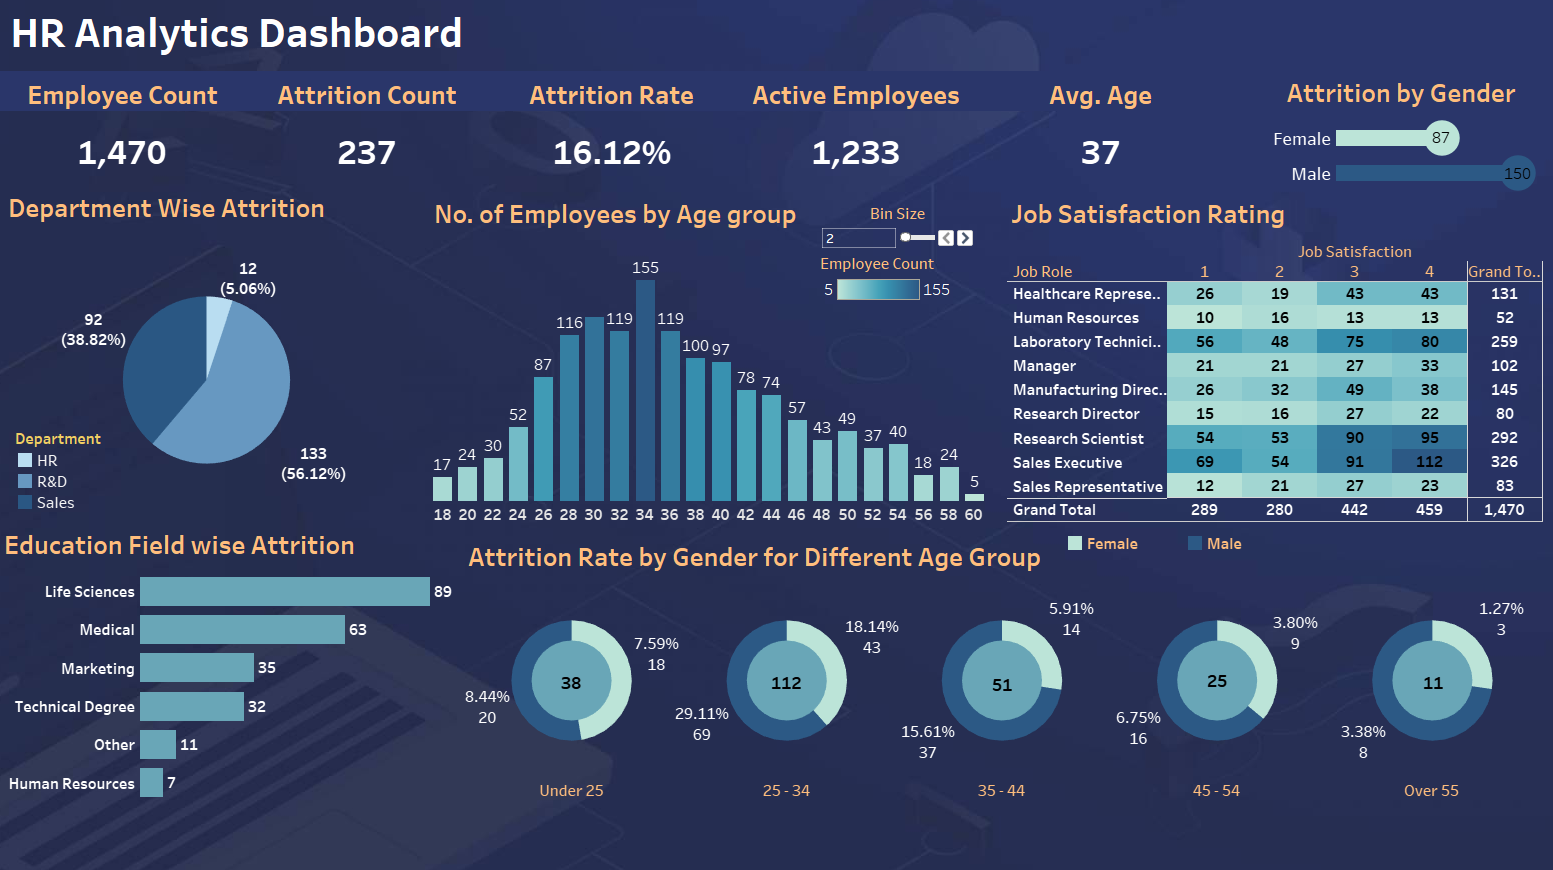 HR Analytics Dashboard
Employee Count
Attrition Count
Attrition Rate
Active Employees
Avg. Age
Attrition by Gender
1,470
237
16.12%
1,233
37
Female 87
Male 150
Department Wise Attrition
12
(5.06%)
92
(38.82%)
133
(56.12%)
Department
HR
R&D
Sales
No. of Employees by Age group
Bin Size
2
Employee Count
5 155
17 24 30 52 87 116 119 155 119 100 97 78 74 57 43 49 37 40 18 24 5
18 20 22 24 26 28 30 32 34 36 38 40 42 44 46 48 50 52 54 56 58 60
Job Satisfaction Rating
Job Satisfaction
Job Role 1 2 3 4 Grand To..
Healthcare Represe.. 26 19 43 43 131
Human Resources 10 16 13 13 52
Laboratory Technici.. 56 48 75 80 259
Manager 21 21 27 33 102
Manufacturing Direc.. 26 32 49 38 145
Research Director 15 16 27 22 80
Research Scientist 54 53 90 95 292
Sales Executive 69 54 91 112 326
Sales Representative 12 21 27 23 83
Grand Total 289 280 442 459 1,470
Education Field wise Attrition
Life Sciences 89
Medical 63
Marketing 35
Technical Degree 32
Other 11
Human Resources 7
Attrition Rate by Gender for Different Age Group
Female Male
7.59%
18
38
8.44%
20
Under 25
18.14%
43
112
29.11%
69
25 - 34
5.91%
14
51
15.61%
37
35 - 44
3.80%
9
25
6.75%
16
45 - 54
1.27%
3
11
3.38%
8
Over 55